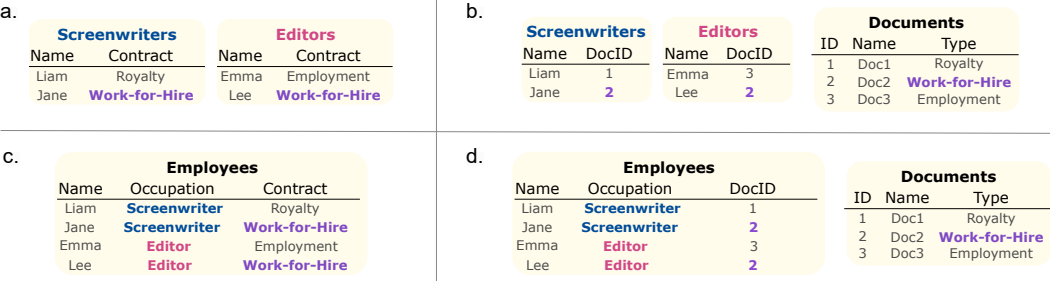 a.
Screenwriters
Name Contract
Liam Royalty
Jane Work-for-Hire
Editors
Name Contract
Emma Employment
Lee Work-for-Hire
b.
Screenwriters
Name DocID
Liam 1
Jane 2
Editors
Name DocID
Emma 3
Lee 2
Documents
ID Name Type
1 Doc1 Royalty
2 Doc2 Work-for-Hire
3 Doc3 Employment
c.
Employees
Name Occupation Contract
Liam Screenwriter Royalty
Jane Screenwriter Work-for-Hire
Emma Editor Employment
Lee Editor Work-for-Hire
d.
Employees
Name Occupation DocID
Liam Screenwriter 1
Jane Screenwriter 2
Emma Editor 3
Lee Editor 2
Documents
ID Name Type
1 Doc1 Royalty
2 Doc2 Work-for-Hire
3 Doc3 Employment